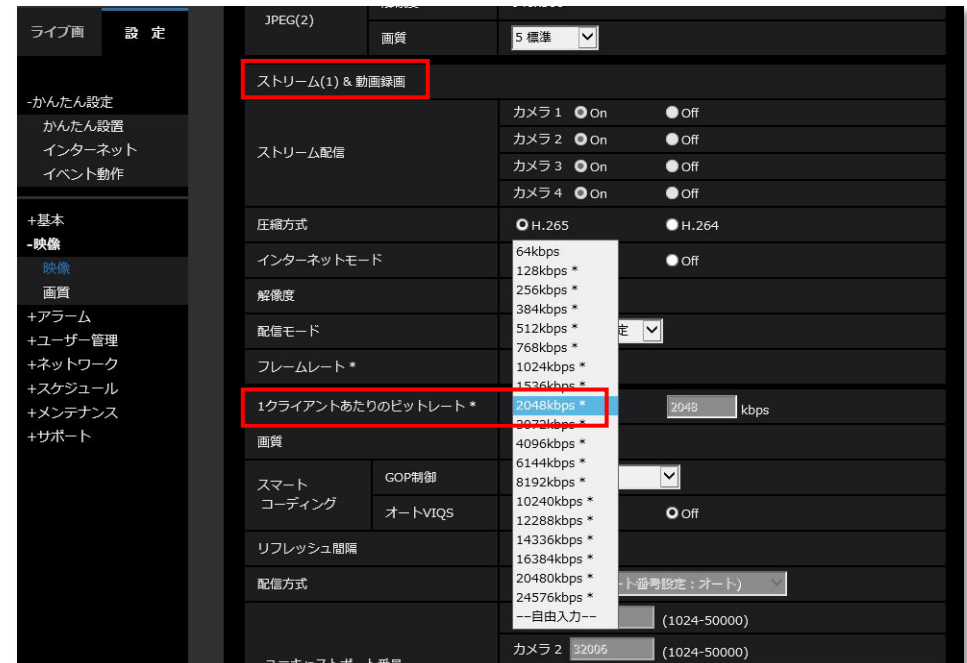 ライブ画
設 定
-かんたん設定
かんたん設置
インターネット
イベント動作
+基本
-映像
映像
画質
+アラーム
+ユーザー管理
+ネットワーク
+スケジュール
+メンテナンス
+サポート
JPEG(2)
画質 5 標準
ストリーム(1) & 動画録画
ストリーム配信
カメラ 1 On Off
カメラ 2 On Off
カメラ 3 On Off
カメラ 4 On Off
圧縮方式 H.265 H.264
インターネットモード Off
解像度
配信モード 定
フレームレート *
1クライアントあたりのビットレート * 2048 kbps
画質
スマート
コーディング
GOP制御
オートVIQS Off
リフレッシュ間隔
配信方式 ート番号設定：オート)
(1024-50000)
カメラ 2 32006 (1024-50000)
64kbps
128kbps *
256kbps *
384kbps *
512kbps *
768kbps *
1024kbps *
1536kbps *
2048kbps *
3072kbps *
4096kbps *
6144kbps *
8192kbps *
10240kbps *
12288kbps *
14336kbps *
16384kbps *
20480kbps *
24576kbps *
--自由入力--